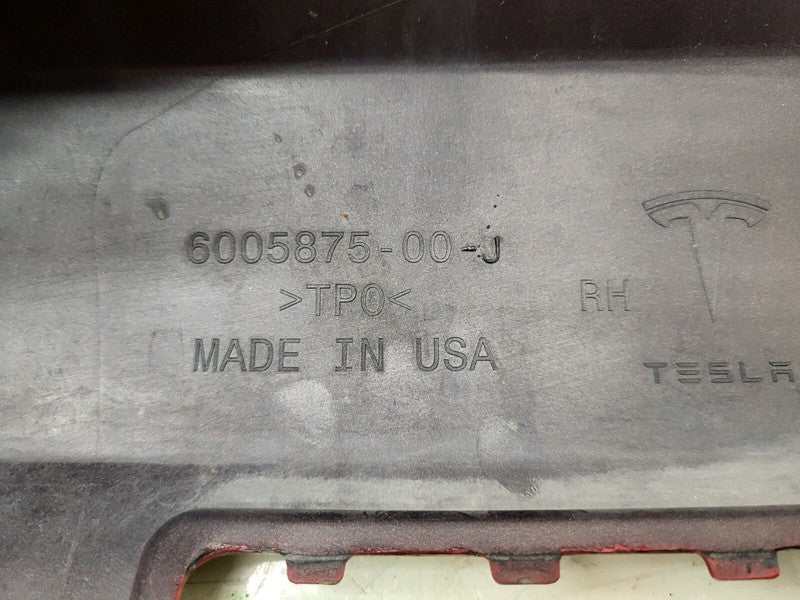 6005875-00-J
>TPO<
MADE IN USA
RH
TESLA